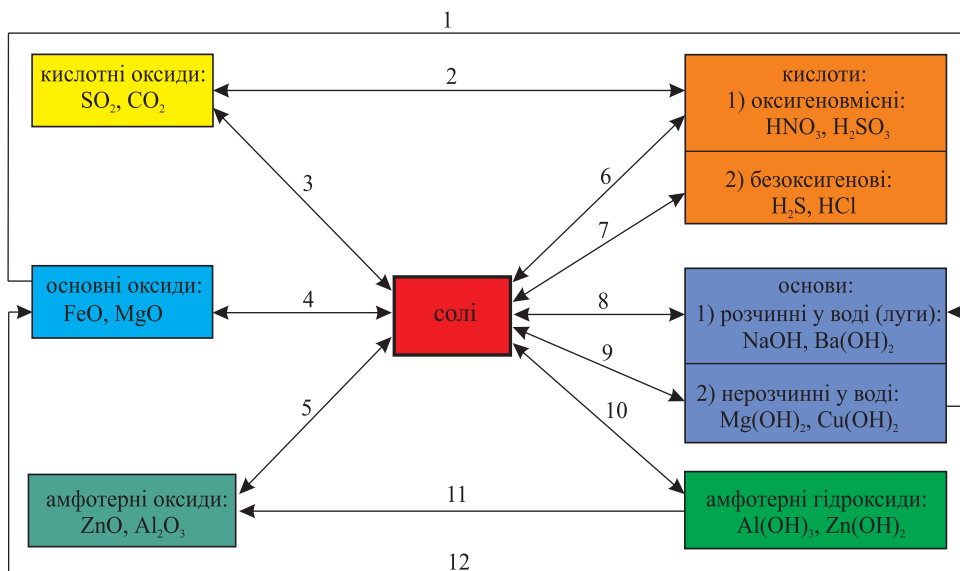 1
кислотні оксиди:
SO₂, CO₂
2
кислоти:
1) оксигеновмісні:
HNO₃, H₂SO₃
2) безоксигенові:
H₂S, HCl
3
6
7
основні оксиди:
FeO, MgO
4
солі
8
основи:
1) розчинні у воді (луги):
NaOH, Ba(OH)₂
9
2) нерозчинні у воді:
Mg(OH)₂, Cu(OH)₂
5
10
амфотерні оксиди:
ZnO, Al₂O₃
11
амфотерні гідроксиди:
Al(OH)₃, Zn(OH)₂
12